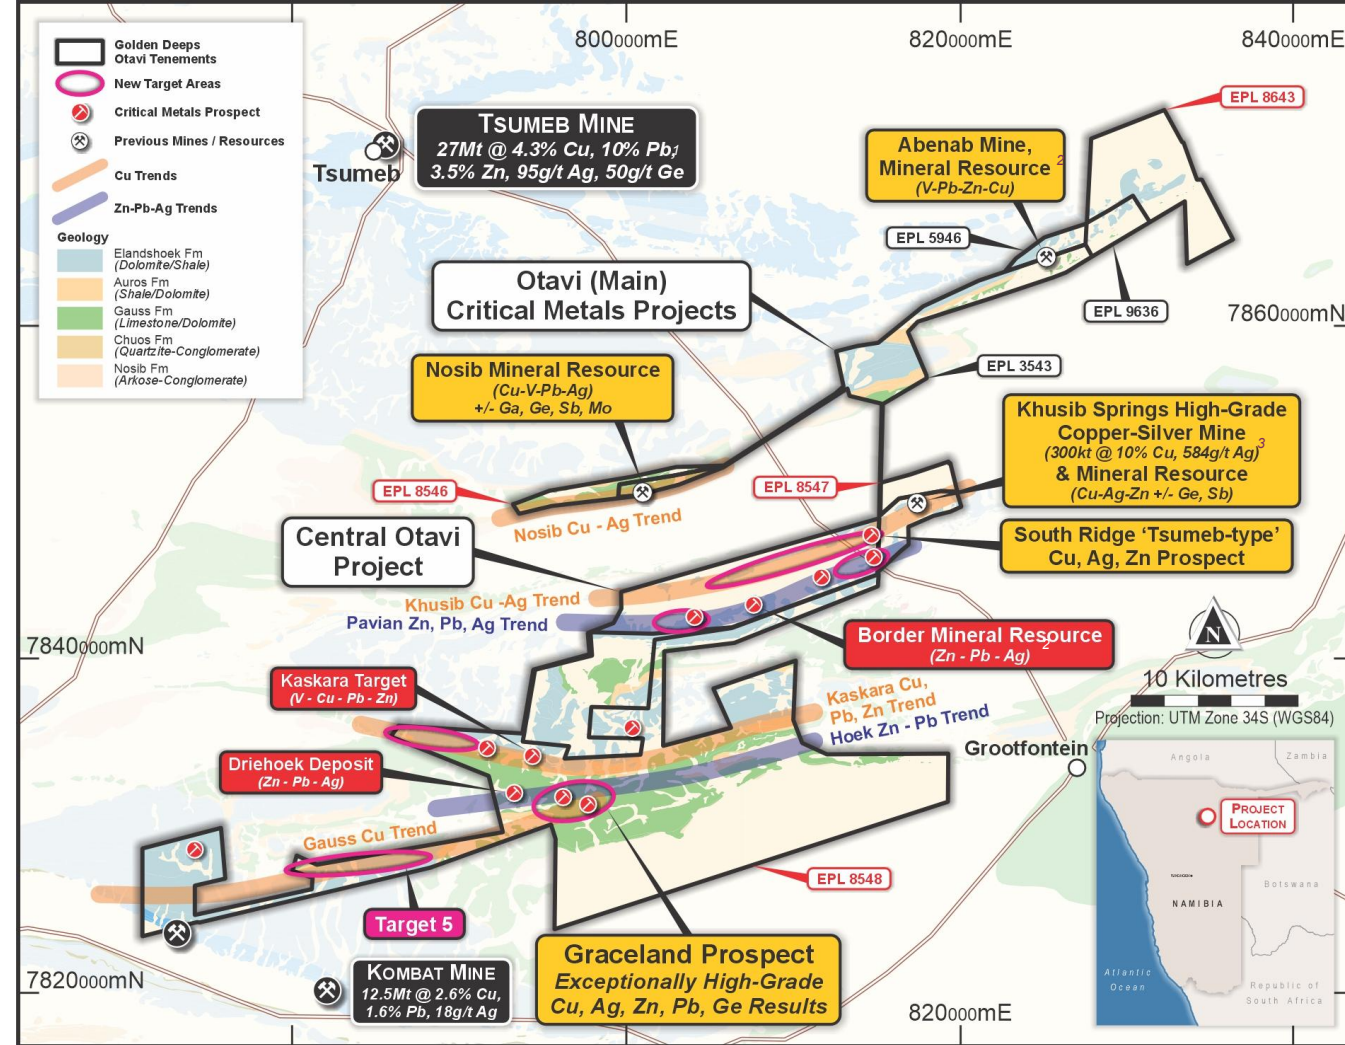 800000mE
820000mE
840000mE
Golden Deeps
Otavi Tenements
New Target Areas
Critical Metals Prospect
Previous Mines / Resources
Cu Trends
Zn-Pb-Ag Trends
Geology
Elandshoek Fm
(Dolomite/Shale)
Auros Fm
(Shale/Dolomite)
Gauss Fm
(Limestone/Dolomite)
Chuos Fm
(Quartzite-Conglomerate)
Nosib Fm
(Arkose-Conglomerate)
Tsumeb
TSUMEB MINE
27Mt @ 4.3% Cu, 10% Pb,1
3.5% Zn, 95g/t Ag, 50g/t Ge
EPL 8643
Abenab Mine,
Mineral Resource2
(V-Pb-Zn-Cu)
EPL 5946
EPL 9636
7860000mN
Otavi (Main)
Critical Metals Projects
EPL 3543
Nosib Mineral Resource
(Cu-V-Pb-Ag)
+/- Ga, Ge, Sb, Mo
Khusib Springs High-Grade
Copper-Silver Mine
(300kt @ 10% Cu, 584g/t Ag)3
& Mineral Resource
(Cu-Ag-Zn +/- Ge, Sb)
EPL 8546
EPL 8547
Nosib Cu - Ag Trend
Central Otavi
Project
South Ridge ‘Tsumeb-type’
Cu, Ag, Zn Prospect
Khusib Cu -Ag Trend
Pavian Zn, Pb, Ag Trend
7840000mN
Border Mineral Resource
(Zn - Pb - Ag)2
N
10 Kilometres
Projection: UTM Zone 34S (WGS84)
Kaskara Target
(V - Cu - Pb - Zn)
Kaskara Cu,
Pb, Zn Trend
Hoek Zn - Pb Trend
Grootfontein
Driehoek Deposit
(Zn - Pb - Ag)
Gauss Cu Trend
EPL 8548
Target 5
KOMBAT MINE
12.5Mt @ 2.6% Cu,
1.6% Pb, 18g/t Ag
Graceland Prospect
Exceptionally High-Grade
Cu, Ag, Zn, Pb, Ge Results
7820000mN
820000mE
Angola
Zambia
PROJECT
LOCATION
Botswana
NAMIBIA
Atlantic
Ocean
Republic of
South Africa